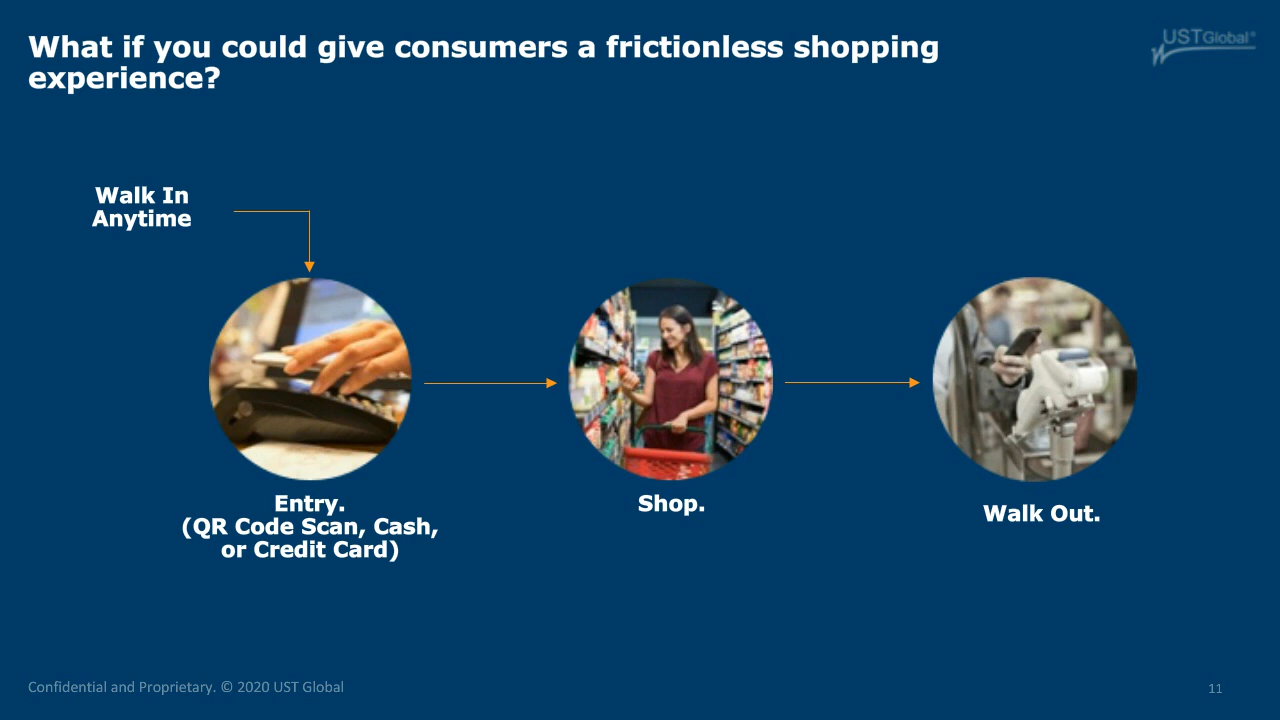 What if you could give consumers a frictionless shopping
experience?
USTGlobal®
Walk In
Anytime
Entry.
(QR Code Scan, Cash,
or Credit Card)
Shop.
Walk Out.
Confidential and Proprietary. © 2020 UST Global
11